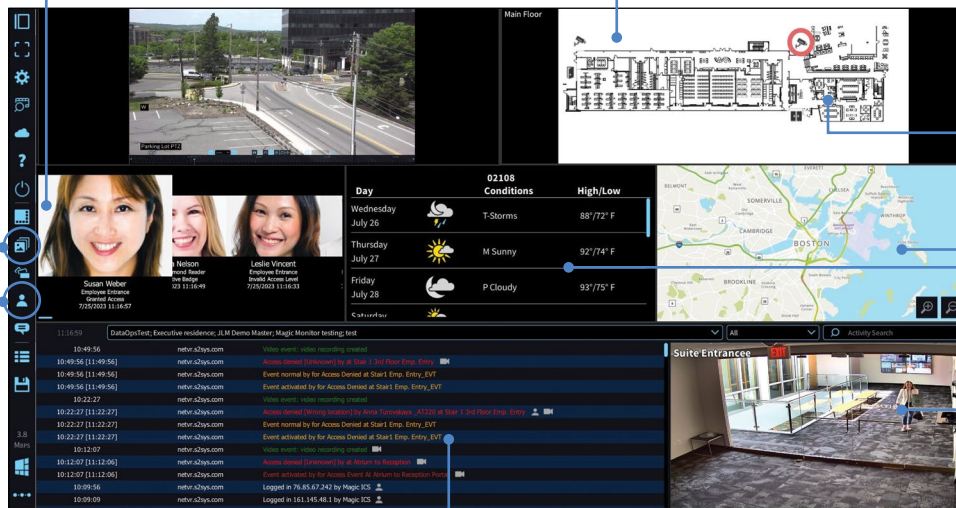 Main Floor
W
Parking Lot PTZ
Susan Weber
Employee Entrance
Granted Access
7/25/2023 11:16:57
Nelson
mond Reader
ive Badge
023 11:16:49
Leslie Vincent
Employee Entrance
Invalid Access Level
7/25/2023 11:16:33
02108
Day Conditions High/Low
Wednesday
July 26 T-Storms 88°/72° F
Thursday
July 27 M Sunny 92°/74° F
Friday
July 28 P Cloudy 93°/75° F
Saturday
BELMONT
EVERETT
SOMERVILLE
CHELSEA
WINTHROP
CAMBRIDGE
BOSTON
BROOKLINE
11:16:59 DataOpsTest; Executive residence; JLM Demo Master; Magic Monitor testing; test All Activity Search
10:49:56 netvr.s2sys.com Video event: video recording created
10:49:56 [11:49:56] netvr.s2sys.com Access denied [Unknown] by at Stair 1 3rd Floor Emp. Entry
10:49:56 [11:49:56] netvr.s2sys.com Event normal by for Access Denied at Stair1 Emp. Entry_EVT
10:49:56 [11:49:56] netvr.s2sys.com Event activated by for Access Denied at Stair1 Emp. Entry_EVT
10:22:27 netvr.s2sys.com Video event: video recording created
10:22:27 [11:22:27] netvr.s2sys.com Access denied [Wrong location] by Anna Turovskaya _AT220 at Stair 1 3rd Floor Emp. Entry
10:22:27 [11:22:27] netvr.s2sys.com Event normal by for Access Denied at Stair1 Emp. Entry_EVT
10:22:27 [11:22:27] netvr.s2sys.com Event activated by for Access Denied at Stair1 Emp. Entry_EVT
10:12:07 netvr.s2sys.com Video event: video recording created
10:12:07 [11:12:06] netvr.s2sys.com Access denied [Unknown] by at Atrium to Reception
10:12:07 [11:12:06] netvr.s2sys.com Event activated by for Access Event At Atrium to Reception Portal
10:09:56 netvr.s2sys.com Logged in 76.85.67.242 by Magic ICS
10:09:09 netvr.s2sys.com Logged in 161.145.48.1 by Magic ICS
Suite Entrancee
EXIT
3.8
Mbps